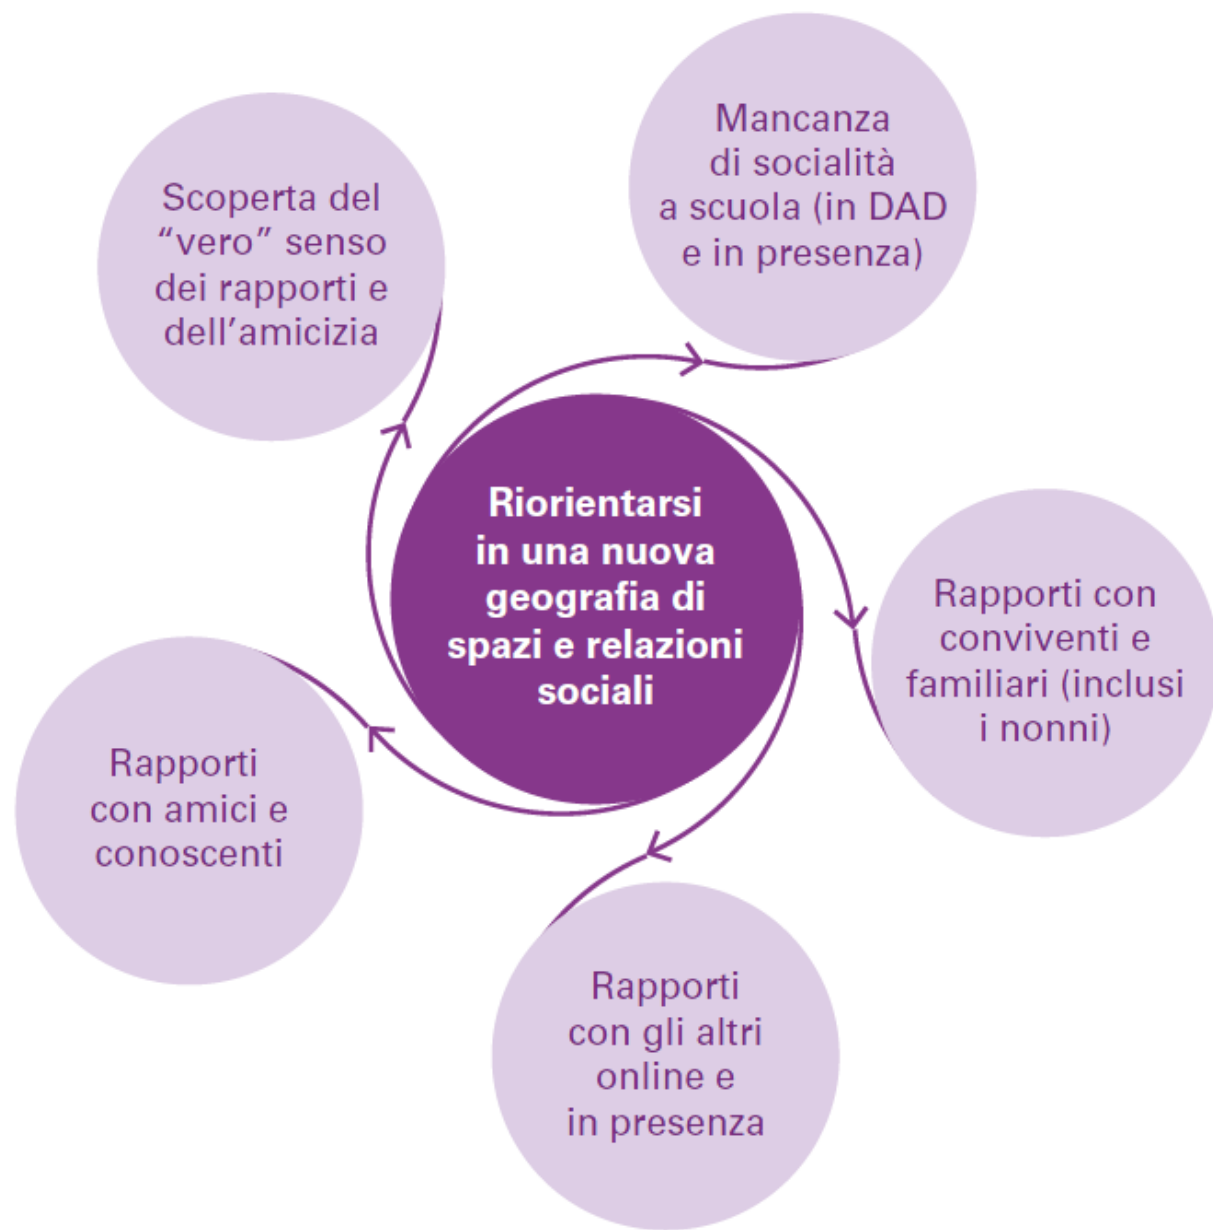 Mancanza
di socialità
a scuola (in DAD
e in presenza)
Scoperta del
“vero” senso
dei rapporti e
dell’amicizia
Riorientarsi
in una nuova
geografia di
spazi e relazioni
sociali
Rapporti con
conviventi e
familiari (inclusi
i nonni)
Rapporti
con amici e
conoscenti
Rapporti
con gli altri
online e
in presenza